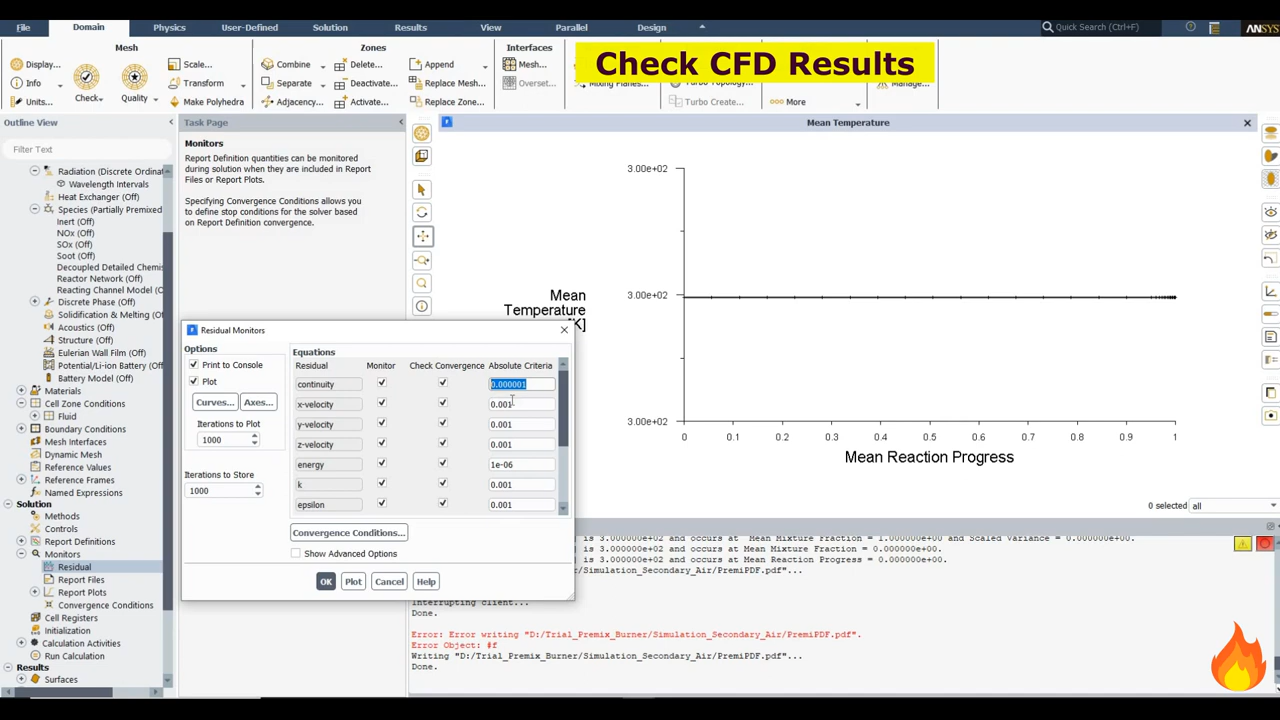 File
Domain
Physics
User-Defined
Solution
Results
View
Parallel
Design
Quick Search (Ctrl+F)
ANSYS
Mesh
Zones
Interfaces
Check CFD Results
Display...
Info
Units...
Check
Quality
Scale...
Transform
Make Polyhedra
Combine
Separate
Adjacency...
Delete...
Deactivate...
Activate...
Append
Replace Mesh...
Replace Zone...
Mesh...
Overset...
Mixing Planes...
Turbo Topology...
Turbo Create...
More
Manage...
Outline View
Filter Text
Radiation (Discrete Ordinat
Wavelength Intervals
Heat Exchanger (Off)
Species (Partially Premixed
Inert (Off)
NOx (Off)
SOx (Off)
Soot (Off)
Decoupled Detailed Chemis
Reactor Network (Off)
Reacting Channel Model (O
Discrete Phase (Off)
Solidification & Melting (Off
Acoustics (Off)
Structure (Off)
Eulerian Wall Film (Off)
Potential/Li-ion Battery (O
Battery Model (Off)
Materials
Cell Zone Conditions
Fluid
Boundary Conditions
Mesh Interfaces
Dynamic Mesh
Reference Values
Reference Frames
Named Expressions
Solution
Methods
Controls
Report Definitions
Monitors
Residual
Report Files
Report Plots
Convergence Conditions
Cell Registers
Initialization
Calculation Activities
Run Calculation
Results
Surfaces
Task Page
Monitors
Report Definition quantities can be monitored
during solution when they are included in Report
Files or Report Plots.
Specifying Convergence Conditions allows you
to define stop conditions for the solver based
on Report Definition convergence.
Mean Temperature
3.00e+02
3.00e+02
3.00e+02
Mean
Temperature
K]
0 0.1 0.2 0.3 0.4 0.5 0.6 0.7 0.8 0.9 1
Mean Reaction Progress
0 selected all
Residual Monitors
Options
Print to Console
Plot
Curves... Axes...
Iterations to Plot
1000
Iterations to Store
1000
Equations
Residual Monitor Check Convergence Absolute Criteria
continuity 0.000001
x-velocity 0.001
y-velocity 0.001
z-velocity 0.001
energy 1e-06
k 0.001
epsilon 0.001
Convergence Conditions...
Show Advanced Options
OK Plot Cancel Help
is 3.000000e+02 and occurs at Mean Mixture Fraction = 1.000000e+00 and Scaled Variance = 0.000000e+00.
is 3.000000e+02 and occurs at Mean Mixture Fraction = 0.000000e+00.
is 3.000000e+02 and occurs at Mean Reaction Progress = 0.000000e+00.
/Simulation_Secondary_Air/PremiPDF.pdf"...
Interrupting client...
Done.
Error: Error writing "D:/Trial_Premix_Burner/Simulation_Secondary_Air/PremiPDF.pdf".
Error Object: #f
Writing "D:/Trial_Premix_Burner/Simulation_Secondary_Air/PremiPDF.pdf"...
Done.